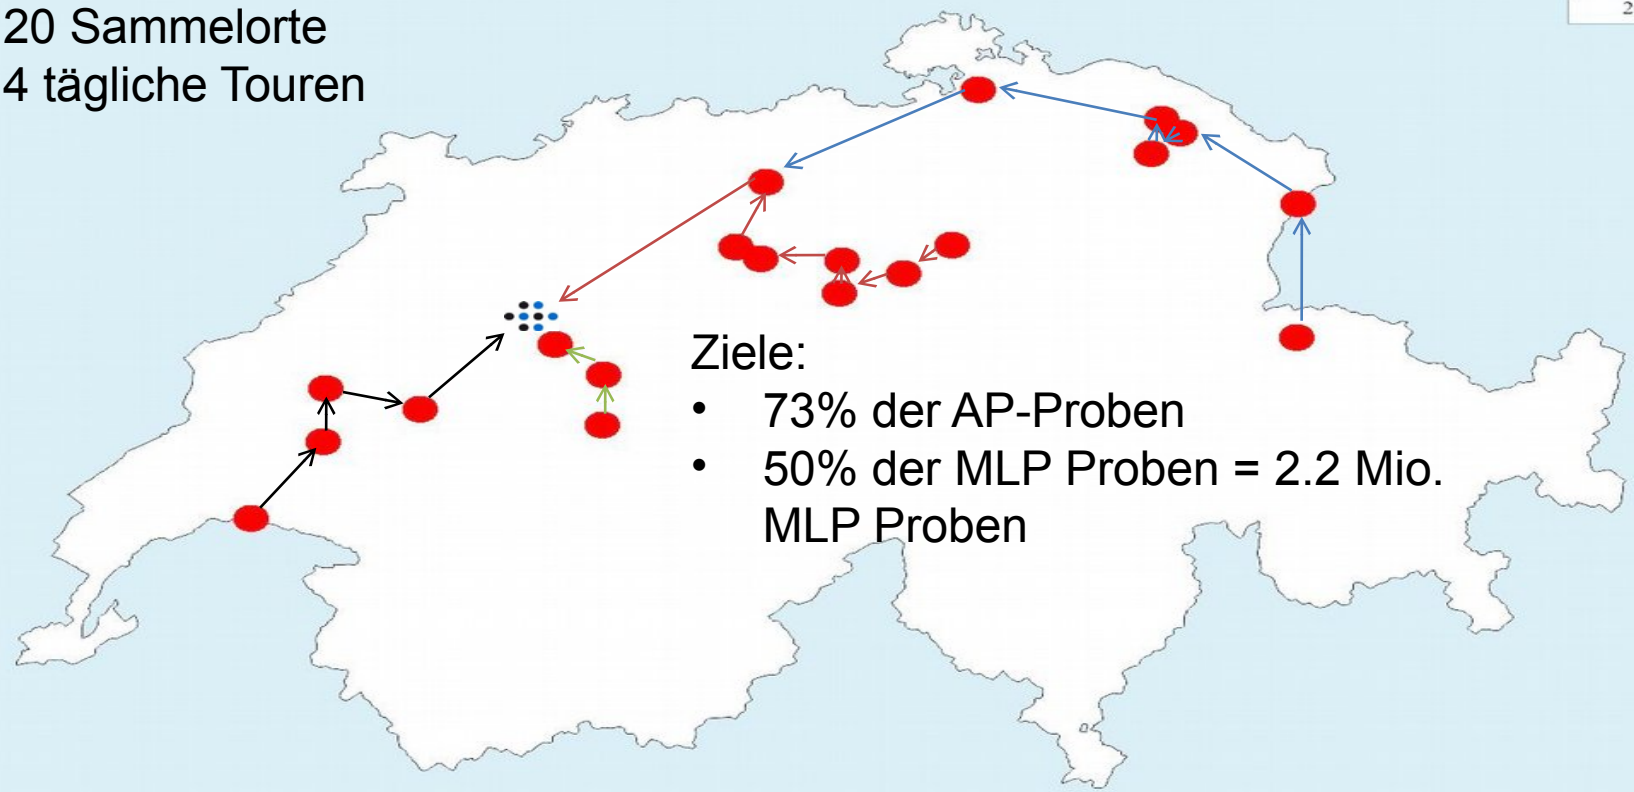 20 Sammelorte
4 tägliche Touren
2
Ziele:
• 73% der AP-Proben
• 50% der MLP Proben = 2.2 Mio.
MLP Proben